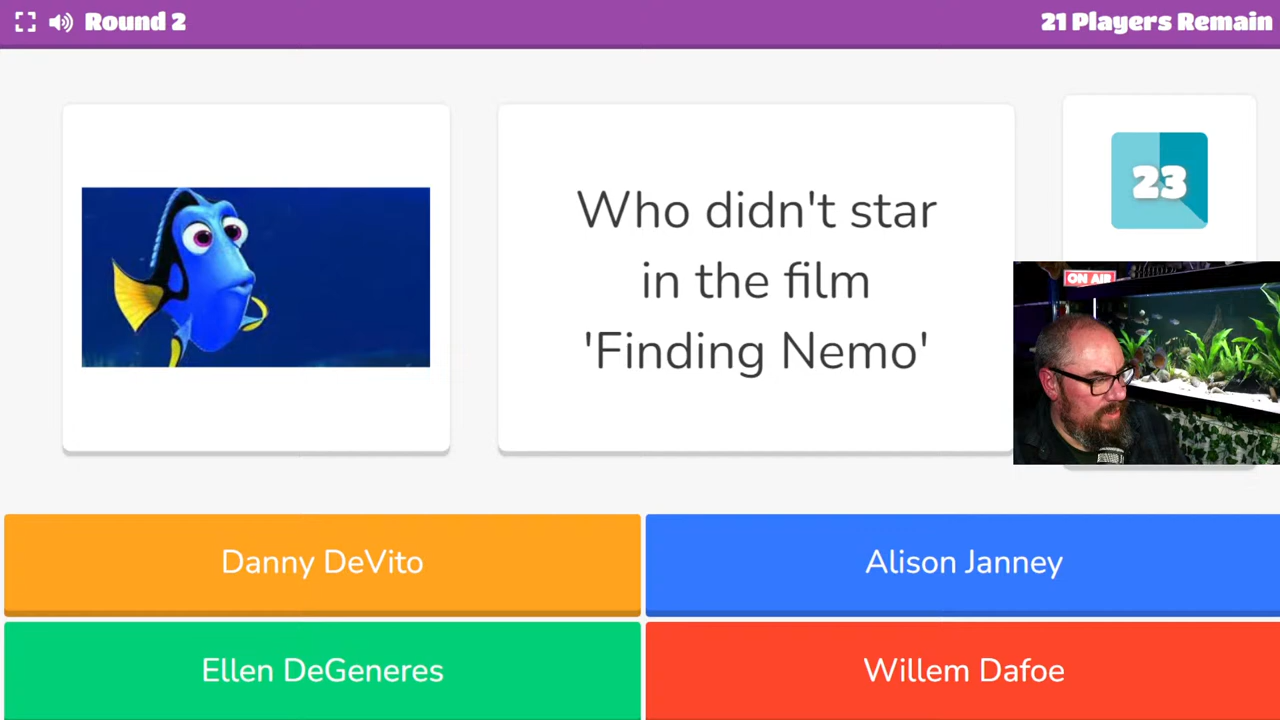 Round 2
21 Players Remain
Who didn't star
in the film
'Finding Nemo'
23
ON AIR
Danny DeVito
Alison Janney
Ellen DeGeneres
Willem Dafoe